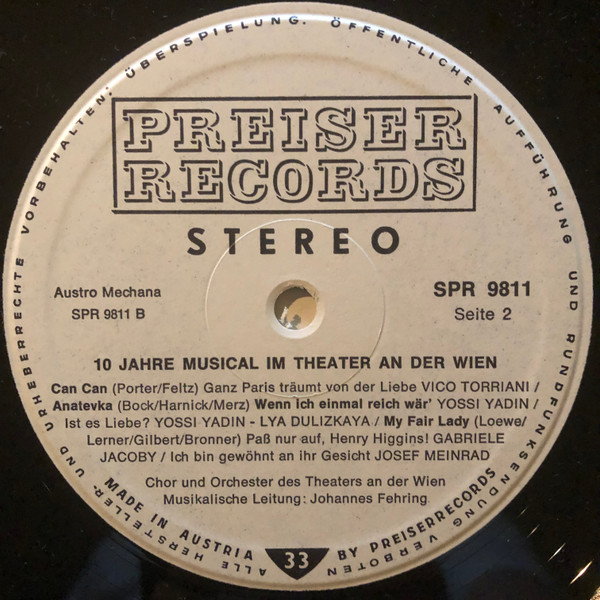 ALLE HERSTELLER- UND URHEBERRECHTE VORBEHALTEN; ÜBERSPIELUNG. ÖFFENTLICHE AUFFÜHRUNG UND RUNDFUNKSENDUNG VERBOTEN
PREISER
RECORDS
STEREO
Austro Mechana
SPR 9811 B
SPR 9811
Seite 2
10 JAHRE MUSICAL IM THEATER AN DER WIEN
Can Can (Porter/Feltz) Ganz Paris träumt von der Liebe VICO TORRIANI /
Anatevka (Bock/Harnick/Merz) Wenn ich einmal reich wär' YOSSI YADIN /
Ist es Liebe? YOSSI YADIN - LYA DULIZKAYA / My Fair Lady (Loewe/
Lerner/Gilbert/Bronner) Paß nur auf, Henry Higgins! GABRIELE
JACOBY / Ich bin gewöhnt an ihr Gesicht JOSEF MEINRAD
Chor und Orchester des Theaters an der Wien
Musikalische Leitung: Johannes Fehring
MADE IN AUSTRIA 33 BY PREISERRECORDS